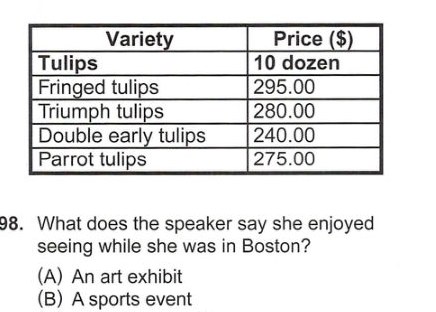 Variety Price ($)
Tulips 10 dozen
Fringed tulips 295.00
Triumph tulips 280.00
Double early tulips 240.00
Parrot tulips 275.00
98. What does the speaker say she enjoyed
seeing while she was in Boston?
(A) An art exhibit
(B) A sports event